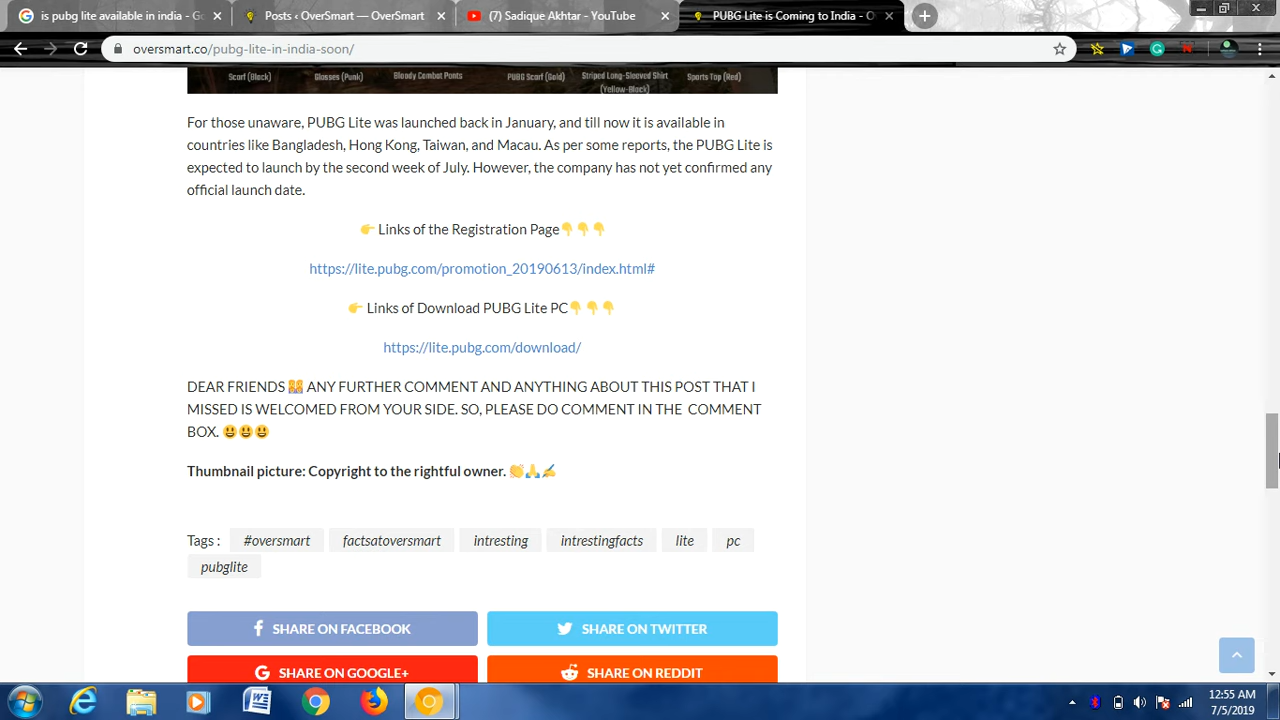 is pubg lite available in india - Go
Posts ‹ OverSmart — OverSmart
(7) Sadique Akhtar - YouTube
PUBG Lite is Coming to India - O
oversmart.co/pubg-lite-in-india-soon/
Scarf (Black)
Glasses (Punk)
Bloody Combat Pants
PUBG Scarf (Gold)
Striped Long-Sleeved Shirt
(Yellow-Black)
Sports Top (Red)
For those unaware, PUBG Lite was launched back in January, and till now it is available in
countries like Bangladesh, Hong Kong, Taiwan, and Macau. As per some reports, the PUBG Lite is
expected to launch by the second week of July. However, the company has not yet confirmed any
official launch date.
👉 Links of the Registration Page👇👇👇
https://lite.pubg.com/promotion_20190613/index.html#
👉 Links of Download PUBG Lite PC👇👇👇
https://lite.pubg.com/download/
DEAR FRIENDS 👭 ANY FURTHER COMMENT AND ANYTHING ABOUT THIS POST THAT I
MISSED IS WELCOMED FROM YOUR SIDE. SO, PLEASE DO COMMENT IN THE COMMENT
BOX. 😃😃😃
Thumbnail picture: Copyright to the rightful owner. 👏🙏✍
Tags : #oversmart factsatoversmart intresting intrestingfacts lite pc
pubglite
SHARE ON FACEBOOK
SHARE ON TWITTER
SHARE ON GOOGLE+
SHARE ON REDDIT
12:55 AM
7/5/2019